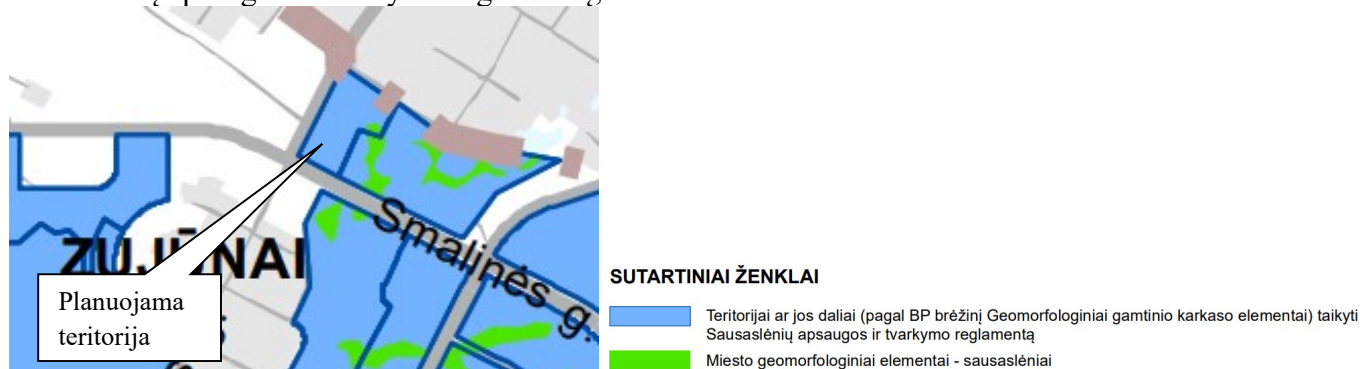 ZUJŪNAI
Smalinės g.
Planuojama
teritorija
SUTARTINIAI ŽENKLAI
Teritorijai ar jos daliai (pagal BP brėžinį Geomorfologiniai gamtinio karkaso elementai) taikyti
Sausaslėnių apsaugos ir tvarkymo reglamentą
Miesto geomorfologiniai elementai - sausaslėniai